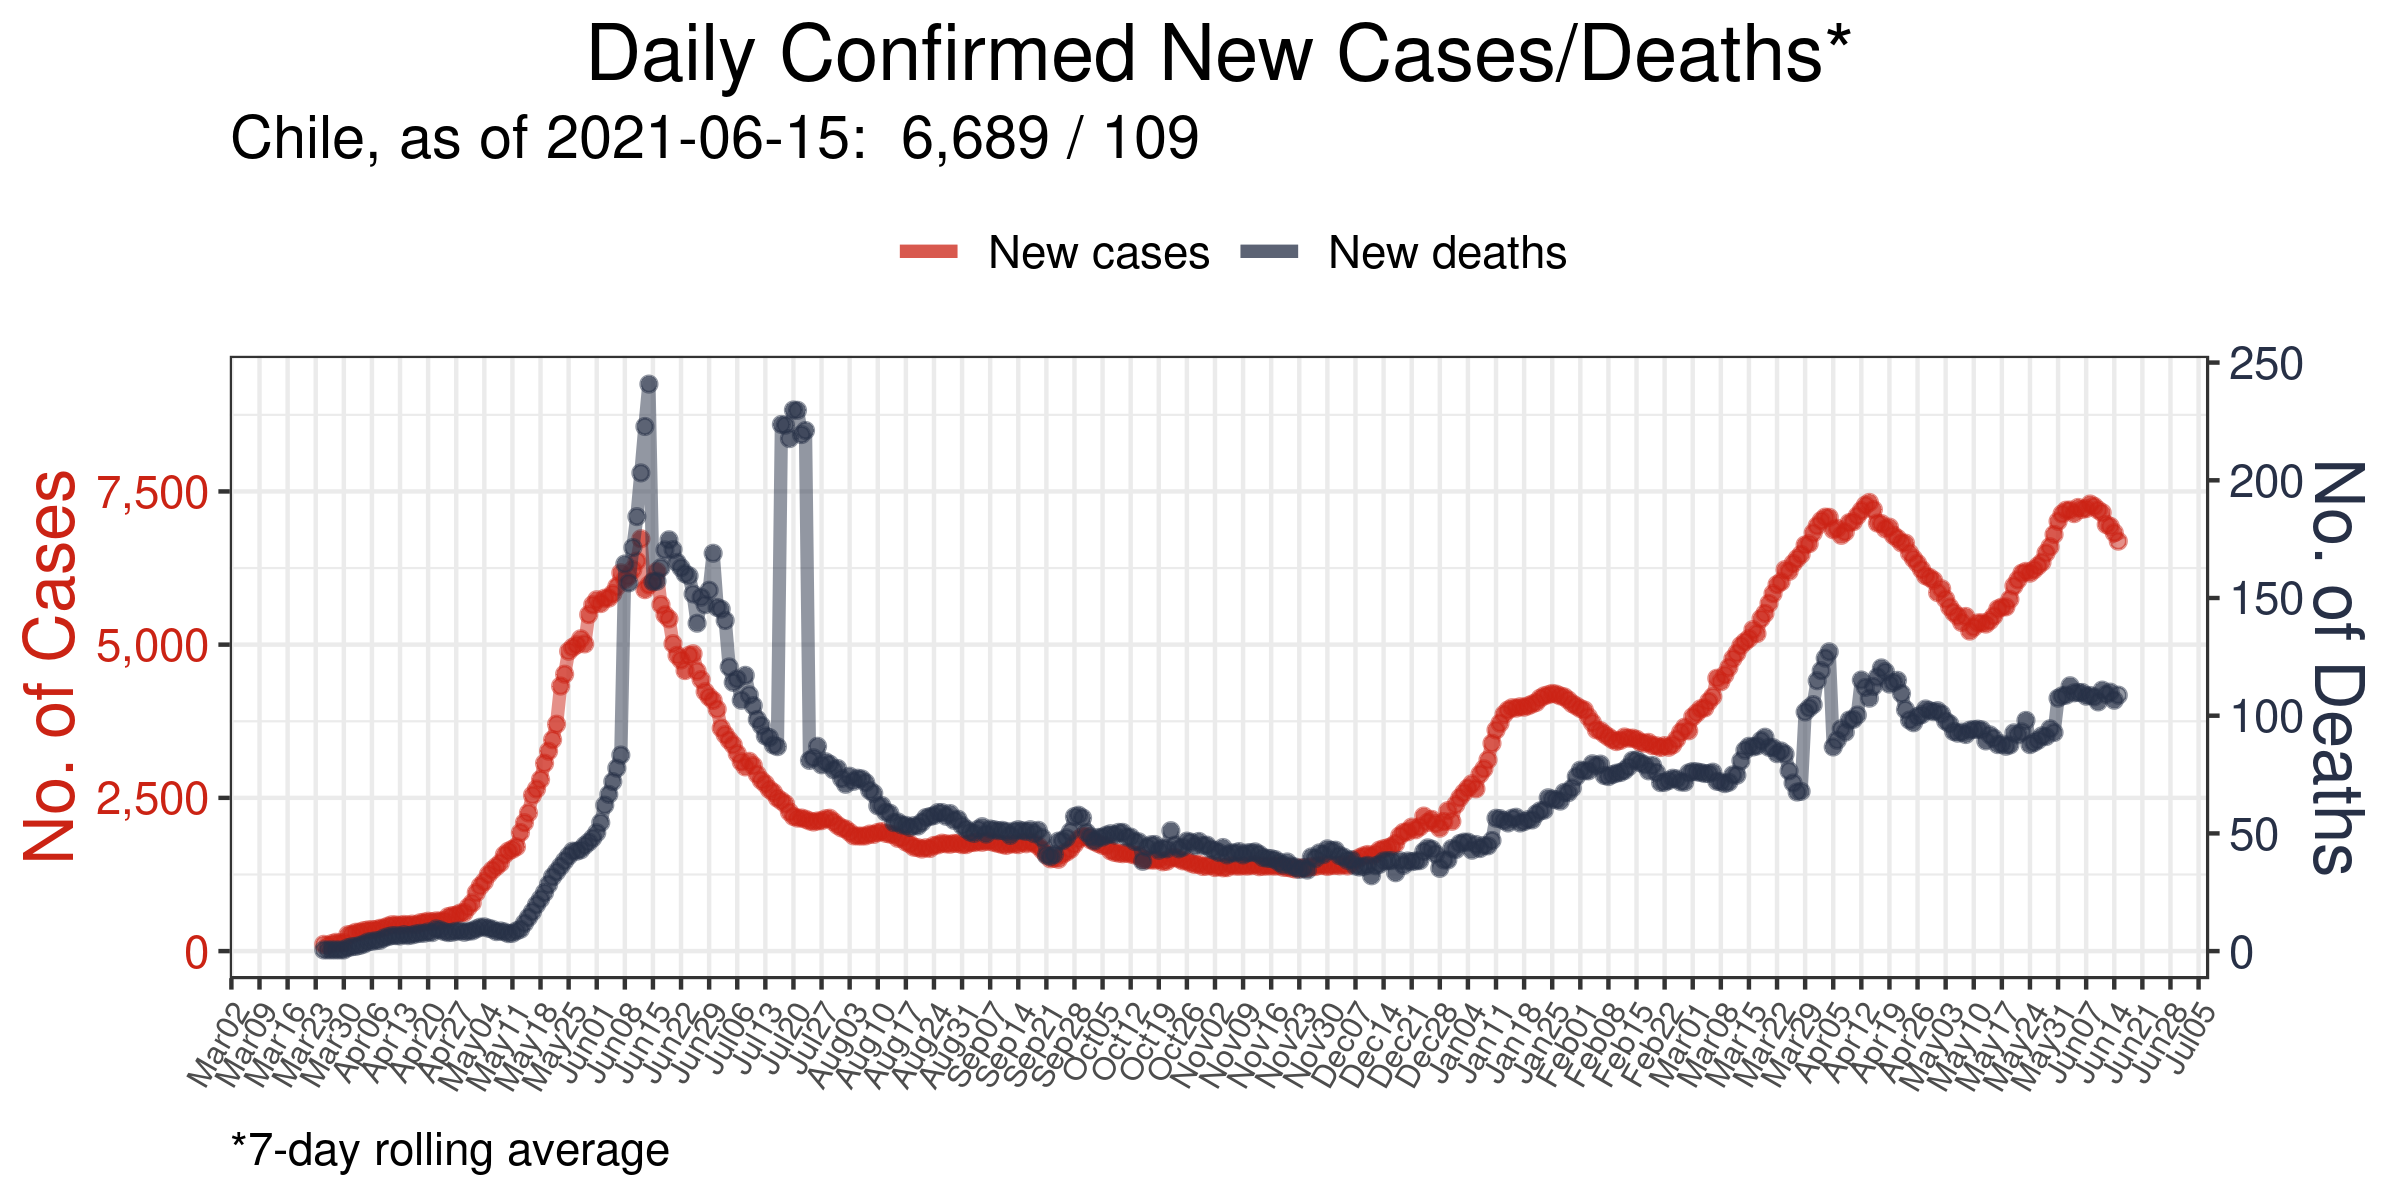 Daily Confirmed New Cases/Deaths*
Chile, as of 2021-06-15:  6,689 / 109
New cases
New deaths
No. of Cases
7,500
5,000
2,500
0
250
200
150
100
50
0
No. of Deaths
Mar02
Mar09
Mar16
Mar23
Mar30
Apr06
Apr13
Apr20
Apr27
May04
May11
May18
May25
Jun01
Jun08
Jun15
Jun22
Jun29
Jul06
Jul13
Jul20
Jul27
Aug03
Aug10
Aug17
Aug24
Aug31
Sep07
Sep14
Sep21
Sep28
Oct05
Oct12
Oct19
Oct26
Nov02
Nov09
Nov16
Nov23
Nov30
Dec07
Dec14
Dec21
Dec28
Jan04
Jan11
Jan18
Jan25
Feb01
Feb08
Feb15
Feb22
Mar01
Mar08
Mar15
Mar22
Mar29
Apr05
Apr12
Apr19
Apr26
May03
May10
May17
May24
May31
Jun07
Jun14
Jun21
Jun28
Jul05
*7-day rolling average